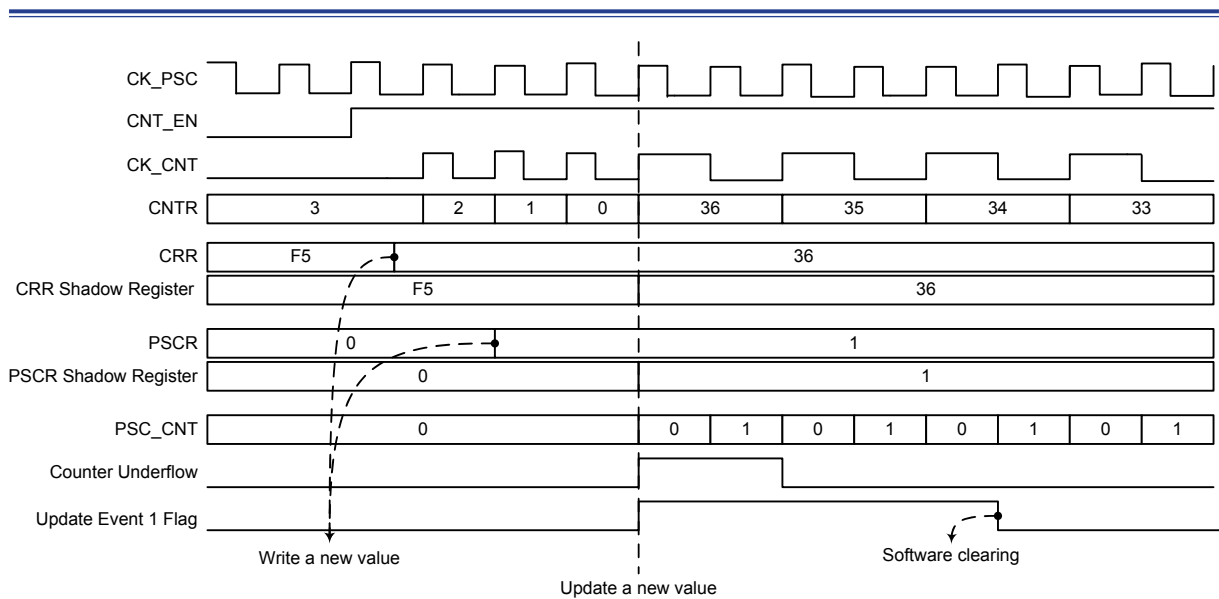 CK_PSC
CNT_EN
CK_CNT
CNTR 3 2 1 0 36 35 34 33
CRR F5 36
CRR Shadow Register F5 36
PSCR 0 1
PSCR Shadow Register 0 1
PSC_CNT 0 0 1 0 1 0 1 0 1
Counter Underflow
Update Event 1 Flag
Write a new value
Software clearing
Update a new value